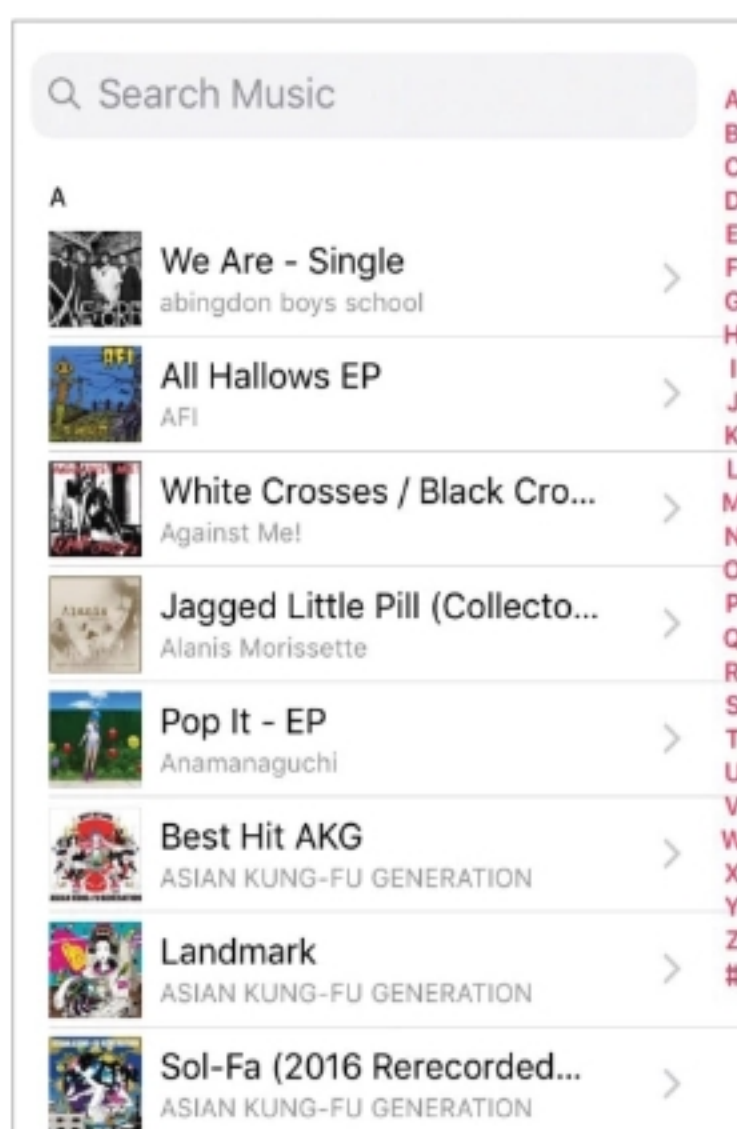 Search Music
A
We Are - Single
abingdon boys school
All Hallows EP
AFI
White Crosses / Black Cro...
Against Me!
Jagged Little Pill (Collecto...
Alanis Morissette
Pop It - EP
Anamanaguchi
Best Hit AKG
ASIAN KUNG-FU GENERATION
Landmark
ASIAN KUNG-FU GENERATION
Sol-Fa (2016 Rerecorded...
ASIAN KUNG-FU GENERATION
A
B
C
D
E
F
G
H
I
J
K
L
M
N
O
P
Q
R
S
T
U
V
W
X
Y
Z
#
AFI
Alanis